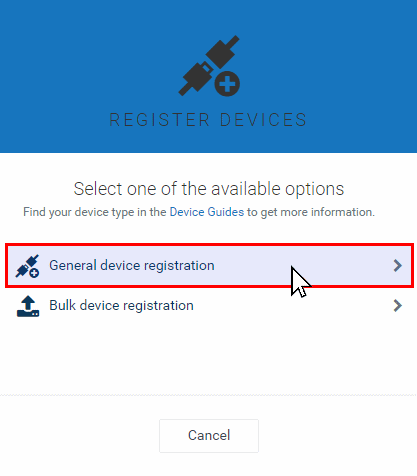 REGISTER DEVICES
Select one of the available options
Find your device type in the Device Guides to get more information.
General device registration
Bulk device registration
Cancel